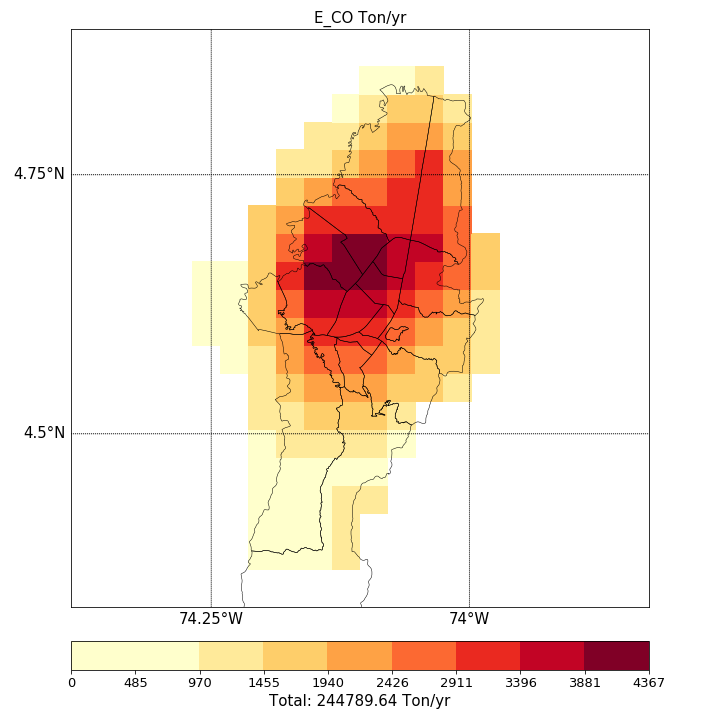 E_CO Ton/yr
4.75°N
4.5°N
74.25°W 74°W
0 485 970 1455 1940 2426 2911 3396 3881 4367
Total: 244789.64 Ton/yr